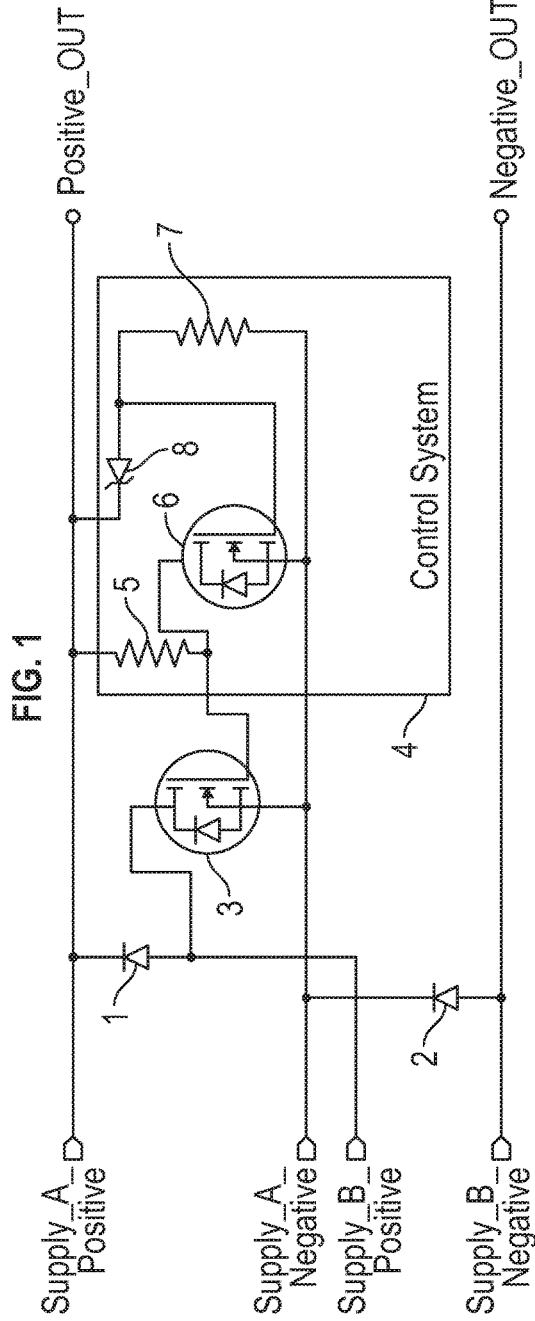 FIG. 1
Supply_A_
Positive
Supply_A_
Negative
Supply_B_
Positive
Supply_B_
Negative
1
2
3
4
5
6
7
8
Control System
Positive_OUT
Negative_OUT